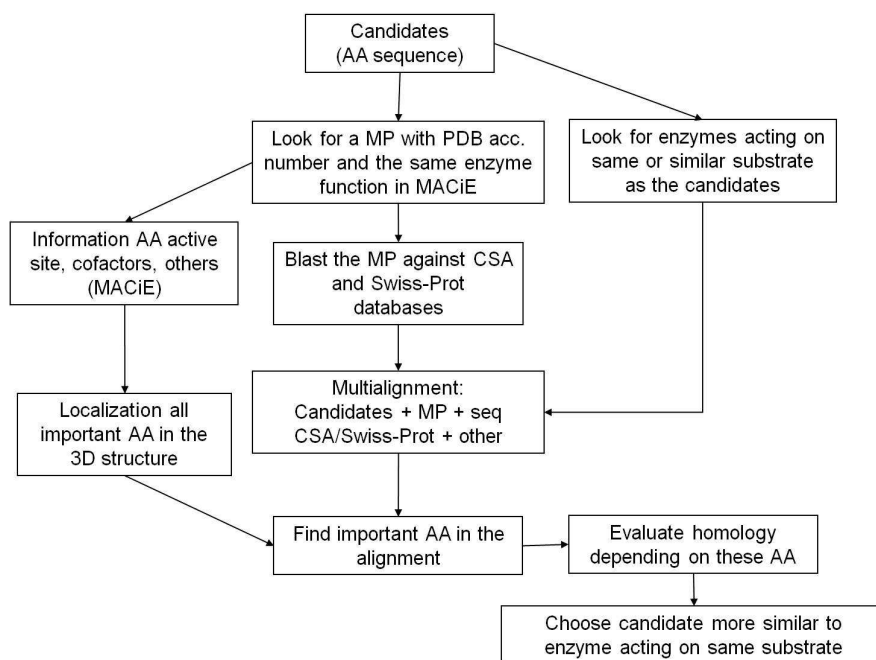 Candidates
(AA sequence)
Look for a MP with PDB acc.
number and the same enzyme
function in MACiE
Look for enzymes acting on
same or similar substrate
as the candidates
Information AA active
site, cofactors, others
(MACiE)
Blast the MP against CSA
and Swiss-Prot
databases
Localization all
important AA in the
3D structure
Multialignment:
Candidates + MP + seq
CSA/Swiss-Prot + other
Find important AA in the
alignment
Evaluate homology
depending on these AA
Choose candidate more similar to
enzyme acting on same substrate